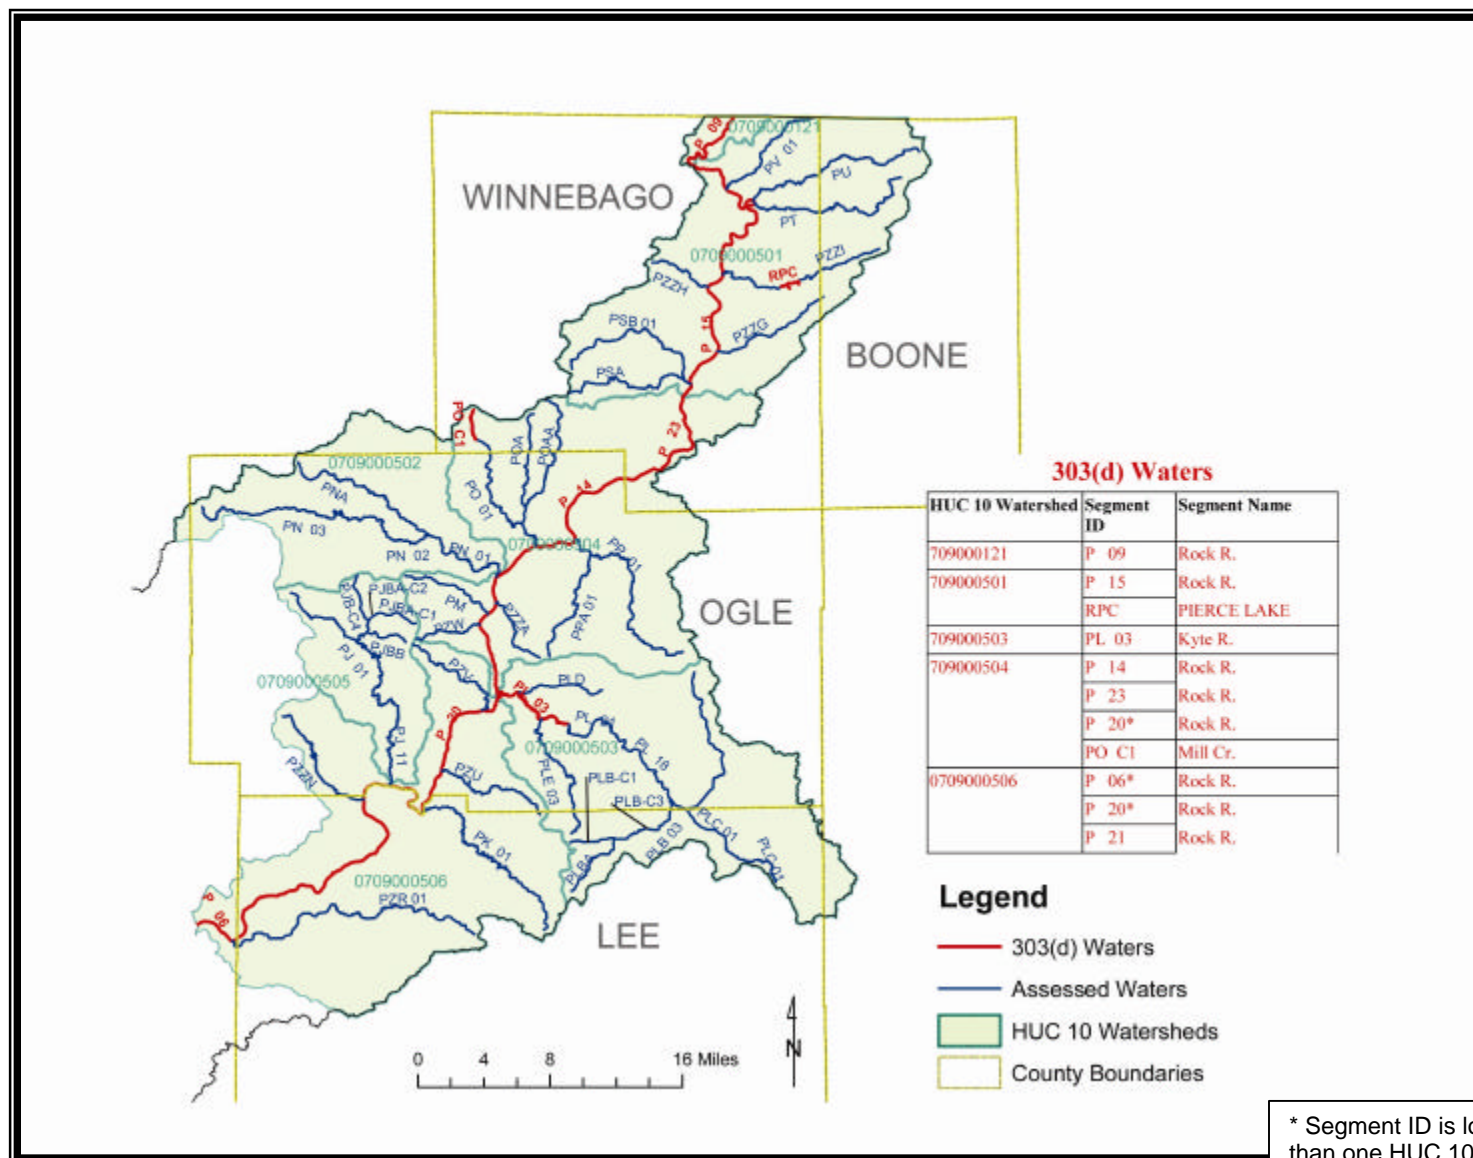 P 09
0709000121
PV 01
PU
WINNEBAGO
PT
0709000501
PZZI
RPC
PZZH
PSB 01
P 15
PZZG
BOONE
PSA
PO C1
P 23
POA
POAA
0709000502
PNA
PO 01
P 14
PN 03
PN 02
PN 01
PJBA-C2
PJB-C4
PJBA-C1
PM
PZW
PZZA
PPA 01
OGLE
PJBB
PJ 01
PZV
PLD
0709000505
PL 03
P 20
0709000503
PL 18
PJ 11
PZZN
PZU
PLE 03
PLB-C1
PLB-C3
PLC 01
PLB 03
PLBA
PK 01
0709000506
PZR 01
P 06
LEE
303(d) Waters
HUC 10 Watershed Segment ID Segment Name
709000121 P 09 Rock R.
709000501 P 15 Rock R.
RPC PIERCE LAKE
709000503 PL 03 Kyte R.
709000504 P 14 Rock R.
P 23 Rock R.
P 20* Rock R.
PO C1 Mill Cr.
0709000506 P 06* Rock R.
P 20* Rock R.
P 21 Rock R.
Legend
303(d) Waters
Assessed Waters
HUC 10 Watersheds
County Boundaries
0 4 8 16 Miles
N
* Segment ID is lo
than one HUC 10